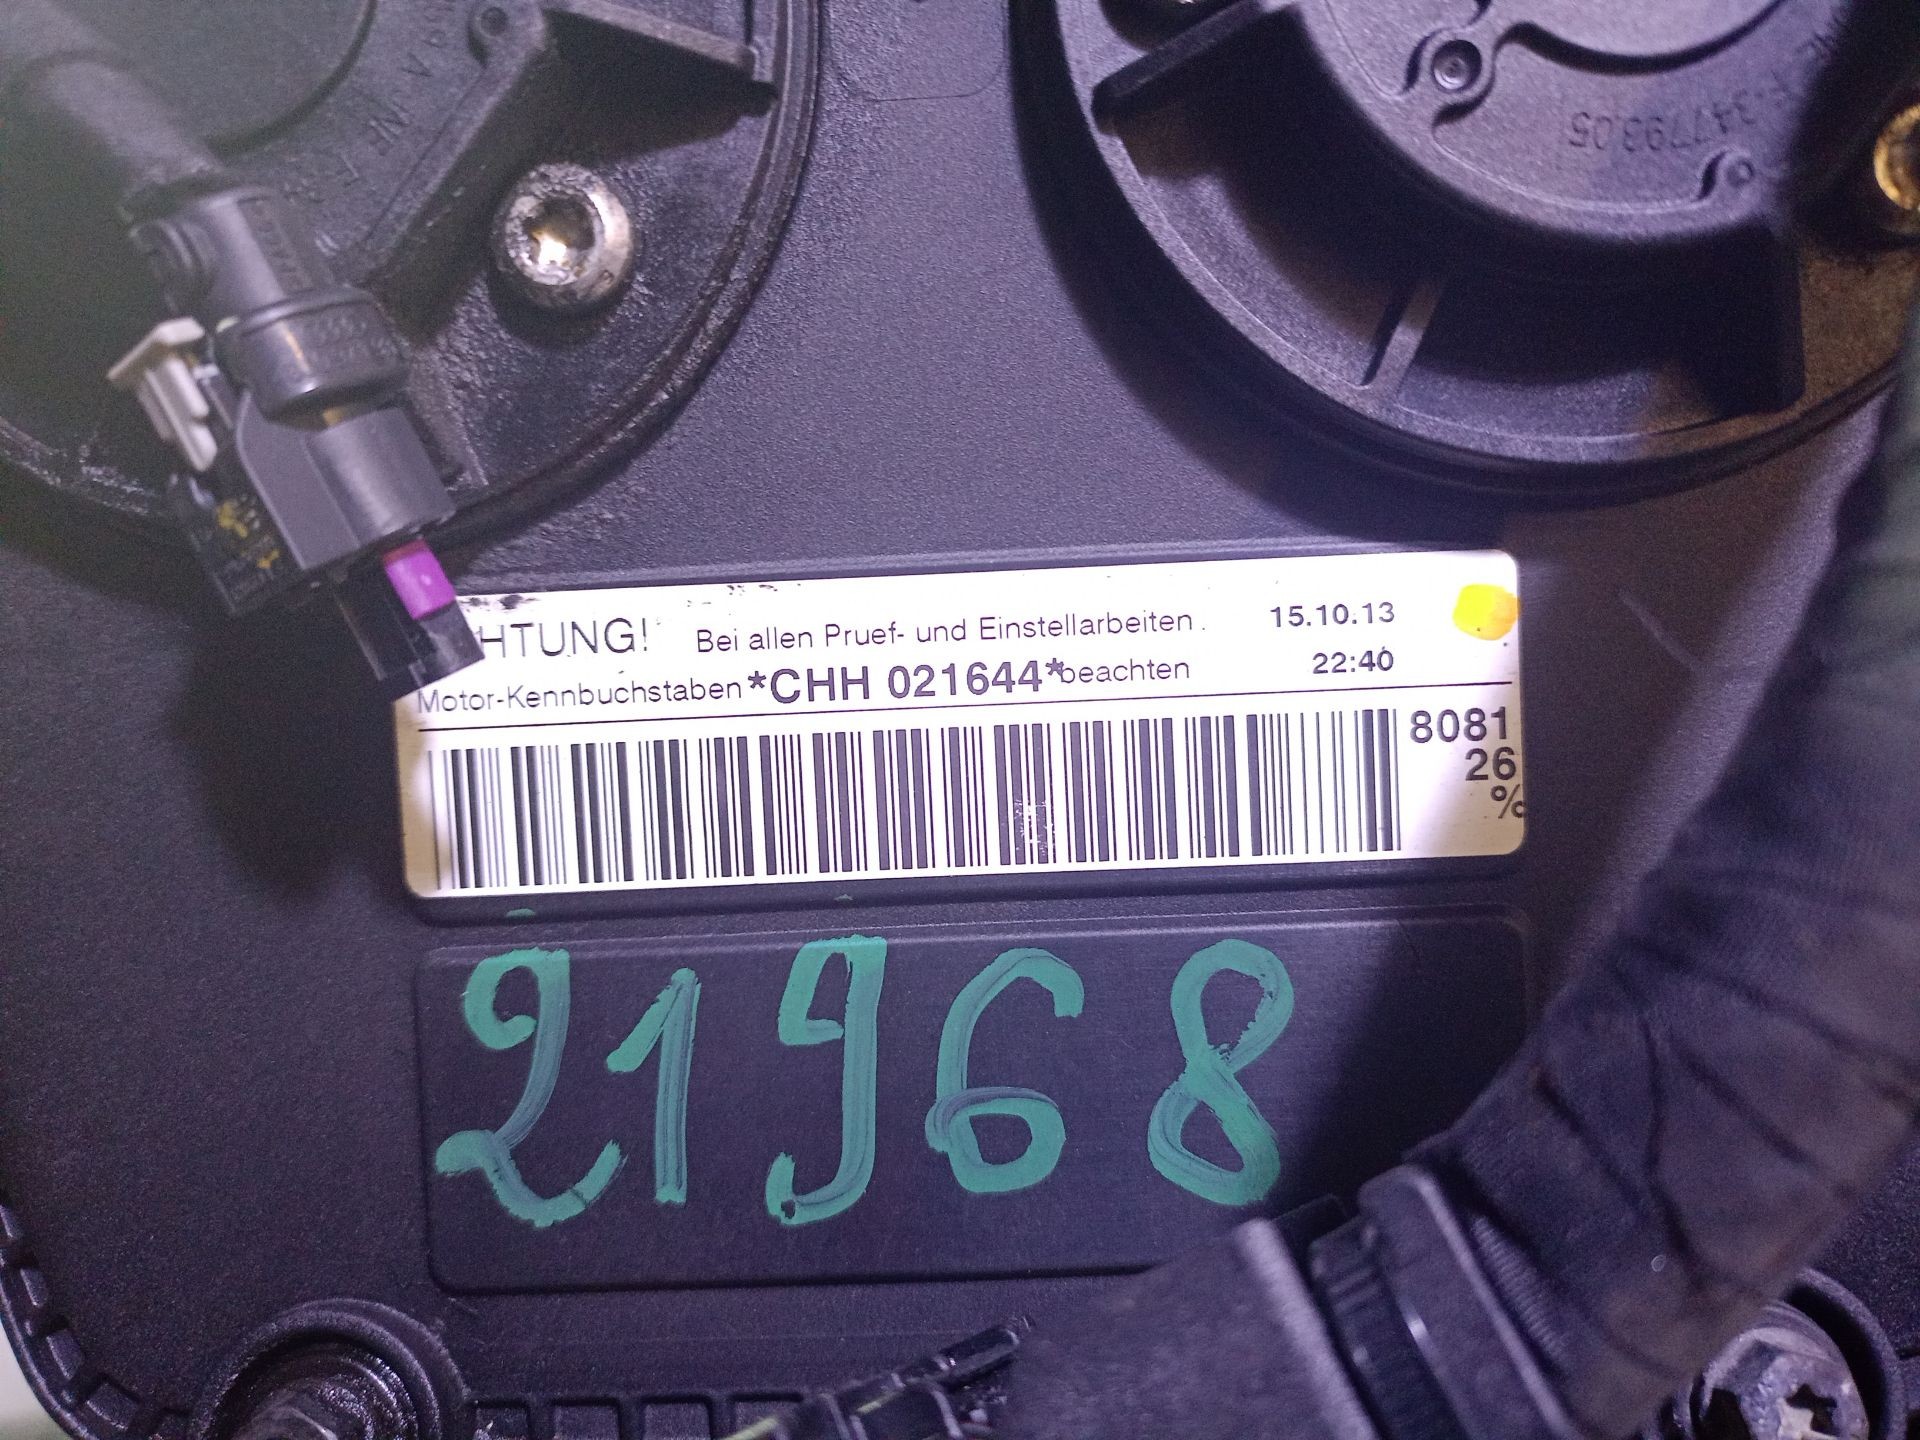 HTUNG! Bei allen Pruef- und Einstellarbeiten. 15.10.13
Motor-Kennbuchstaben *CHH 021644* beachten 22:40
8081
26
%
21968